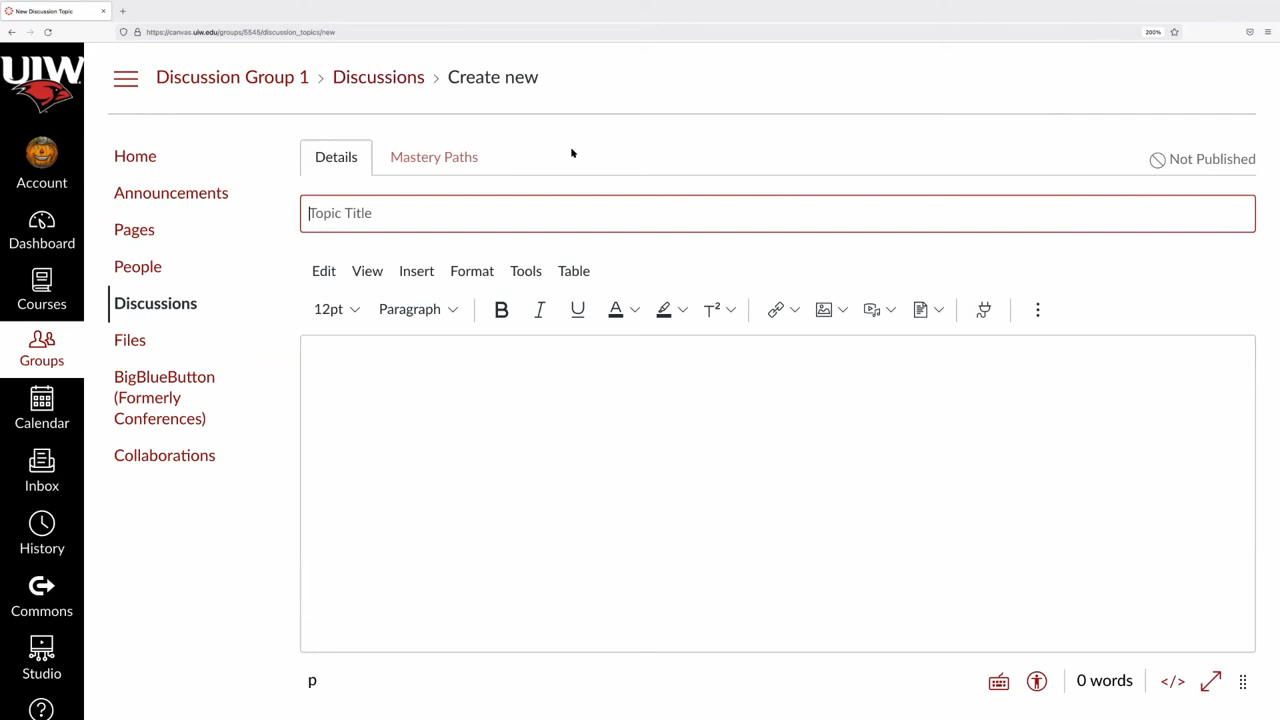 New Discussion Topic
https://canvas.uiw.edu/groups/5545/discussion_topics/new
200%
UIW
Discussion Group 1 > Discussions > Create new
Home
Announcements
Pages
People
Discussions
Files
BigBlueButton
(Formerly
Conferences)
Collaborations
Account
Dashboard
Courses
Groups
Calendar
Inbox
History
Commons
Studio
Details
Mastery Paths
Not Published
Topic Title
Edit View Insert Format Tools Table
12pt Paragraph B I U A T²
p
0 words </>